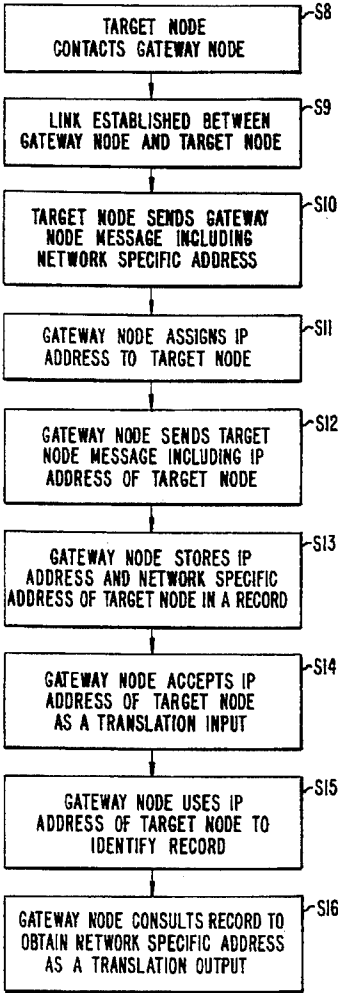 S8
TARGET NODE
CONTACTS GATEWAY NODE
S9
LINK ESTABLISHED BETWEEN
GATEWAY NODE AND TARGET NODE
S10
TARGET NODE SENDS GATEWAY
NODE MESSAGE INCLUDING
NETWORK SPECIFIC ADDRESS
S11
GATEWAY NODE ASSIGNS IP
ADDRESS TO TARGET NODE
S12
GATEWAY NODE SENDS TARGET
NODE MESSAGE INCLUDING IP
ADDRESS OF TARGET NODE
S13
GATEWAY NODE STORES IP
ADDRESS AND NETWORK SPECIFIC
ADDRESS OF TARGET NODE IN A RECORD
S14
GATEWAY NODE ACCEPTS IP
ADDRESS OF TARGET NODE
AS A TRANSLATION INPUT
S15
GATEWAY NODE USES IP
ADDRESS OF TARGET NODE TO
IDENTIFY RECORD
S16
GATEWAY NODE CONSULTS RECORD TO
OBTAIN NETWORK SPECIFIC ADDRESS
AS A TRANSLATION OUTPUT